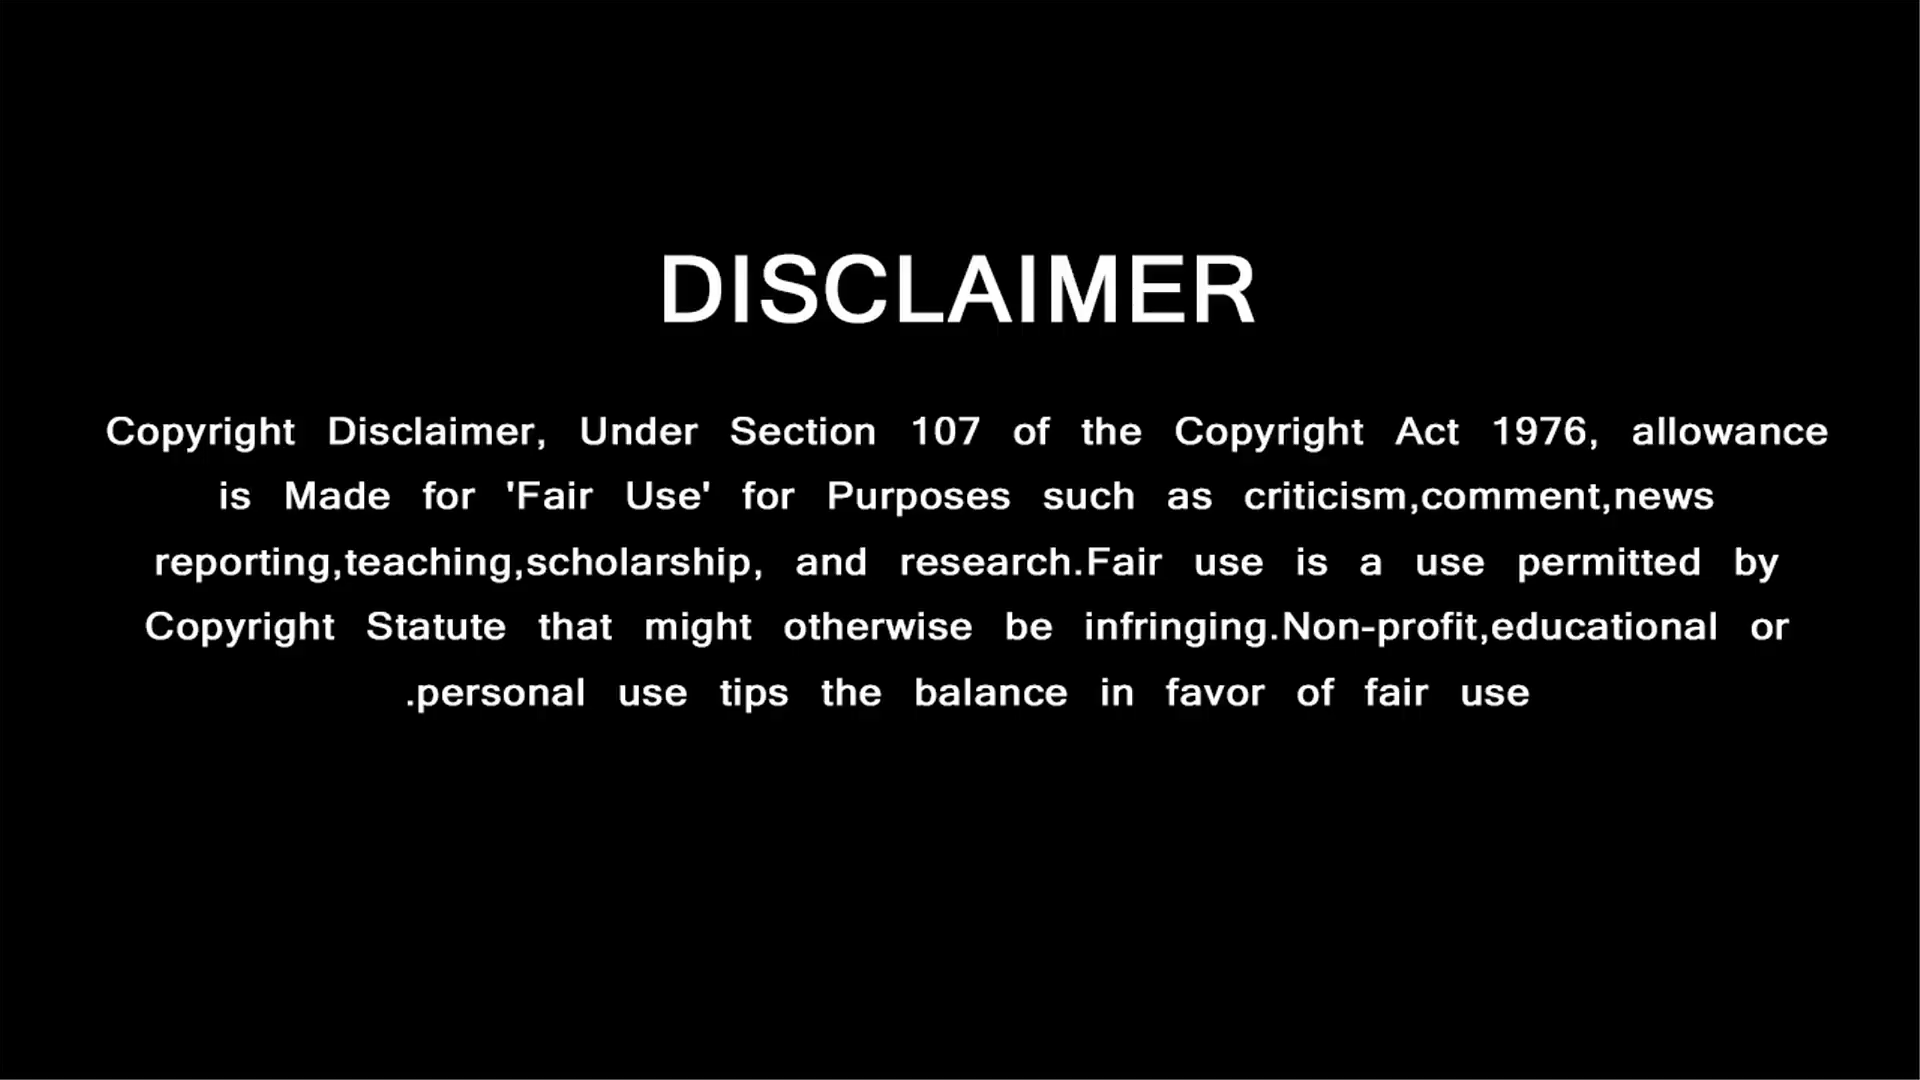 DISCLAIMER
Copyright Disclaimer, Under Section 107 of the Copyright Act 1976, allowance
is Made for 'Fair Use' for Purposes such as criticism,comment,news
reporting,teaching,scholarship, and research.Fair use is a use permitted by
Copyright Statute that might otherwise be infringing.Non-profit,educational or
.personal use tips the balance in favor of fair use